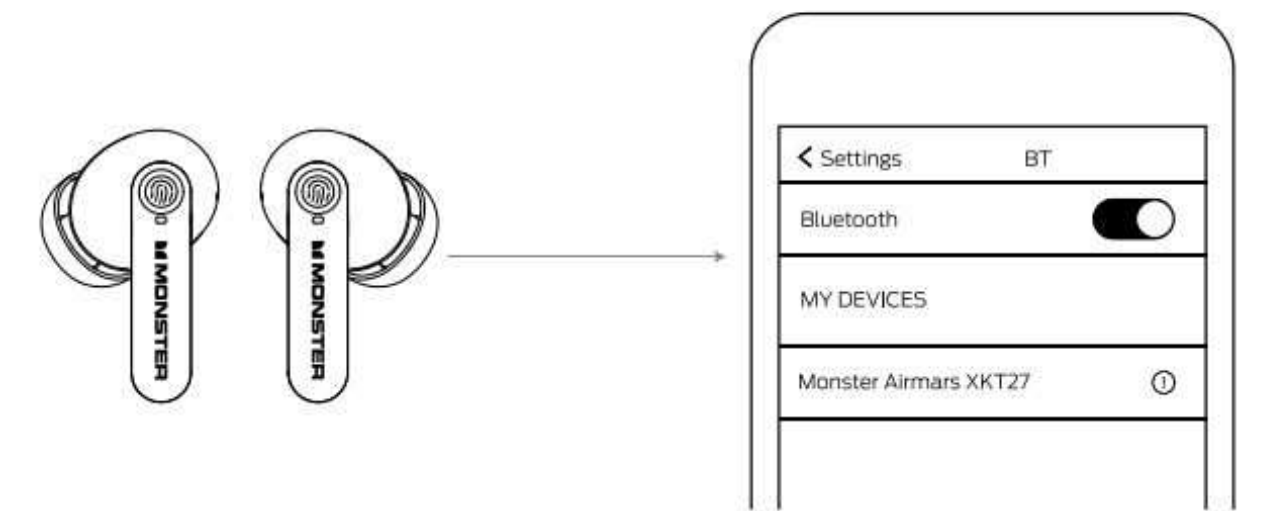 MONSTER
MONSTER
Settings
BT
Bluetooth
MY DEVICES
Monster Airmars XKT27